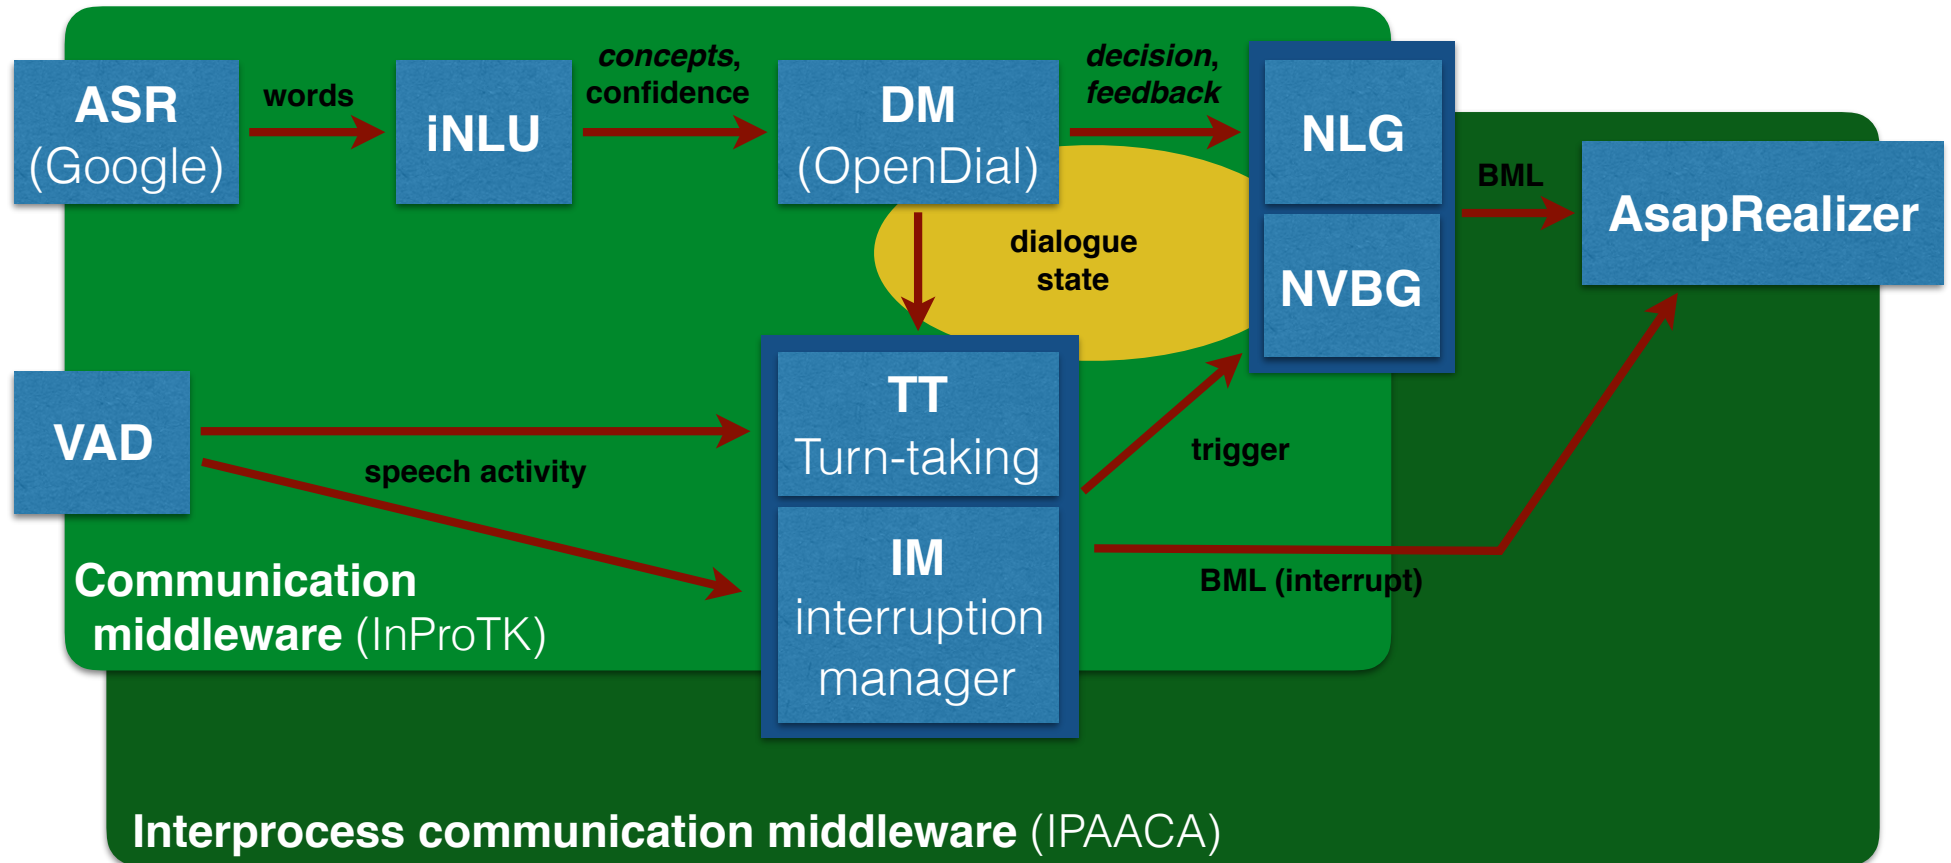 ASR
(Google)
words
iNLU
concepts,
confidence
DM
(OpenDial)
decision,
feedback
NLG
NVBG
BML
AsapRealizer
dialogue
state
VAD
speech activity
TT
Turn-taking
IM
interruption
manager
trigger
BML (interrupt)
Communication
middleware (InProTK)
Interprocess communication middleware (IPAACA)